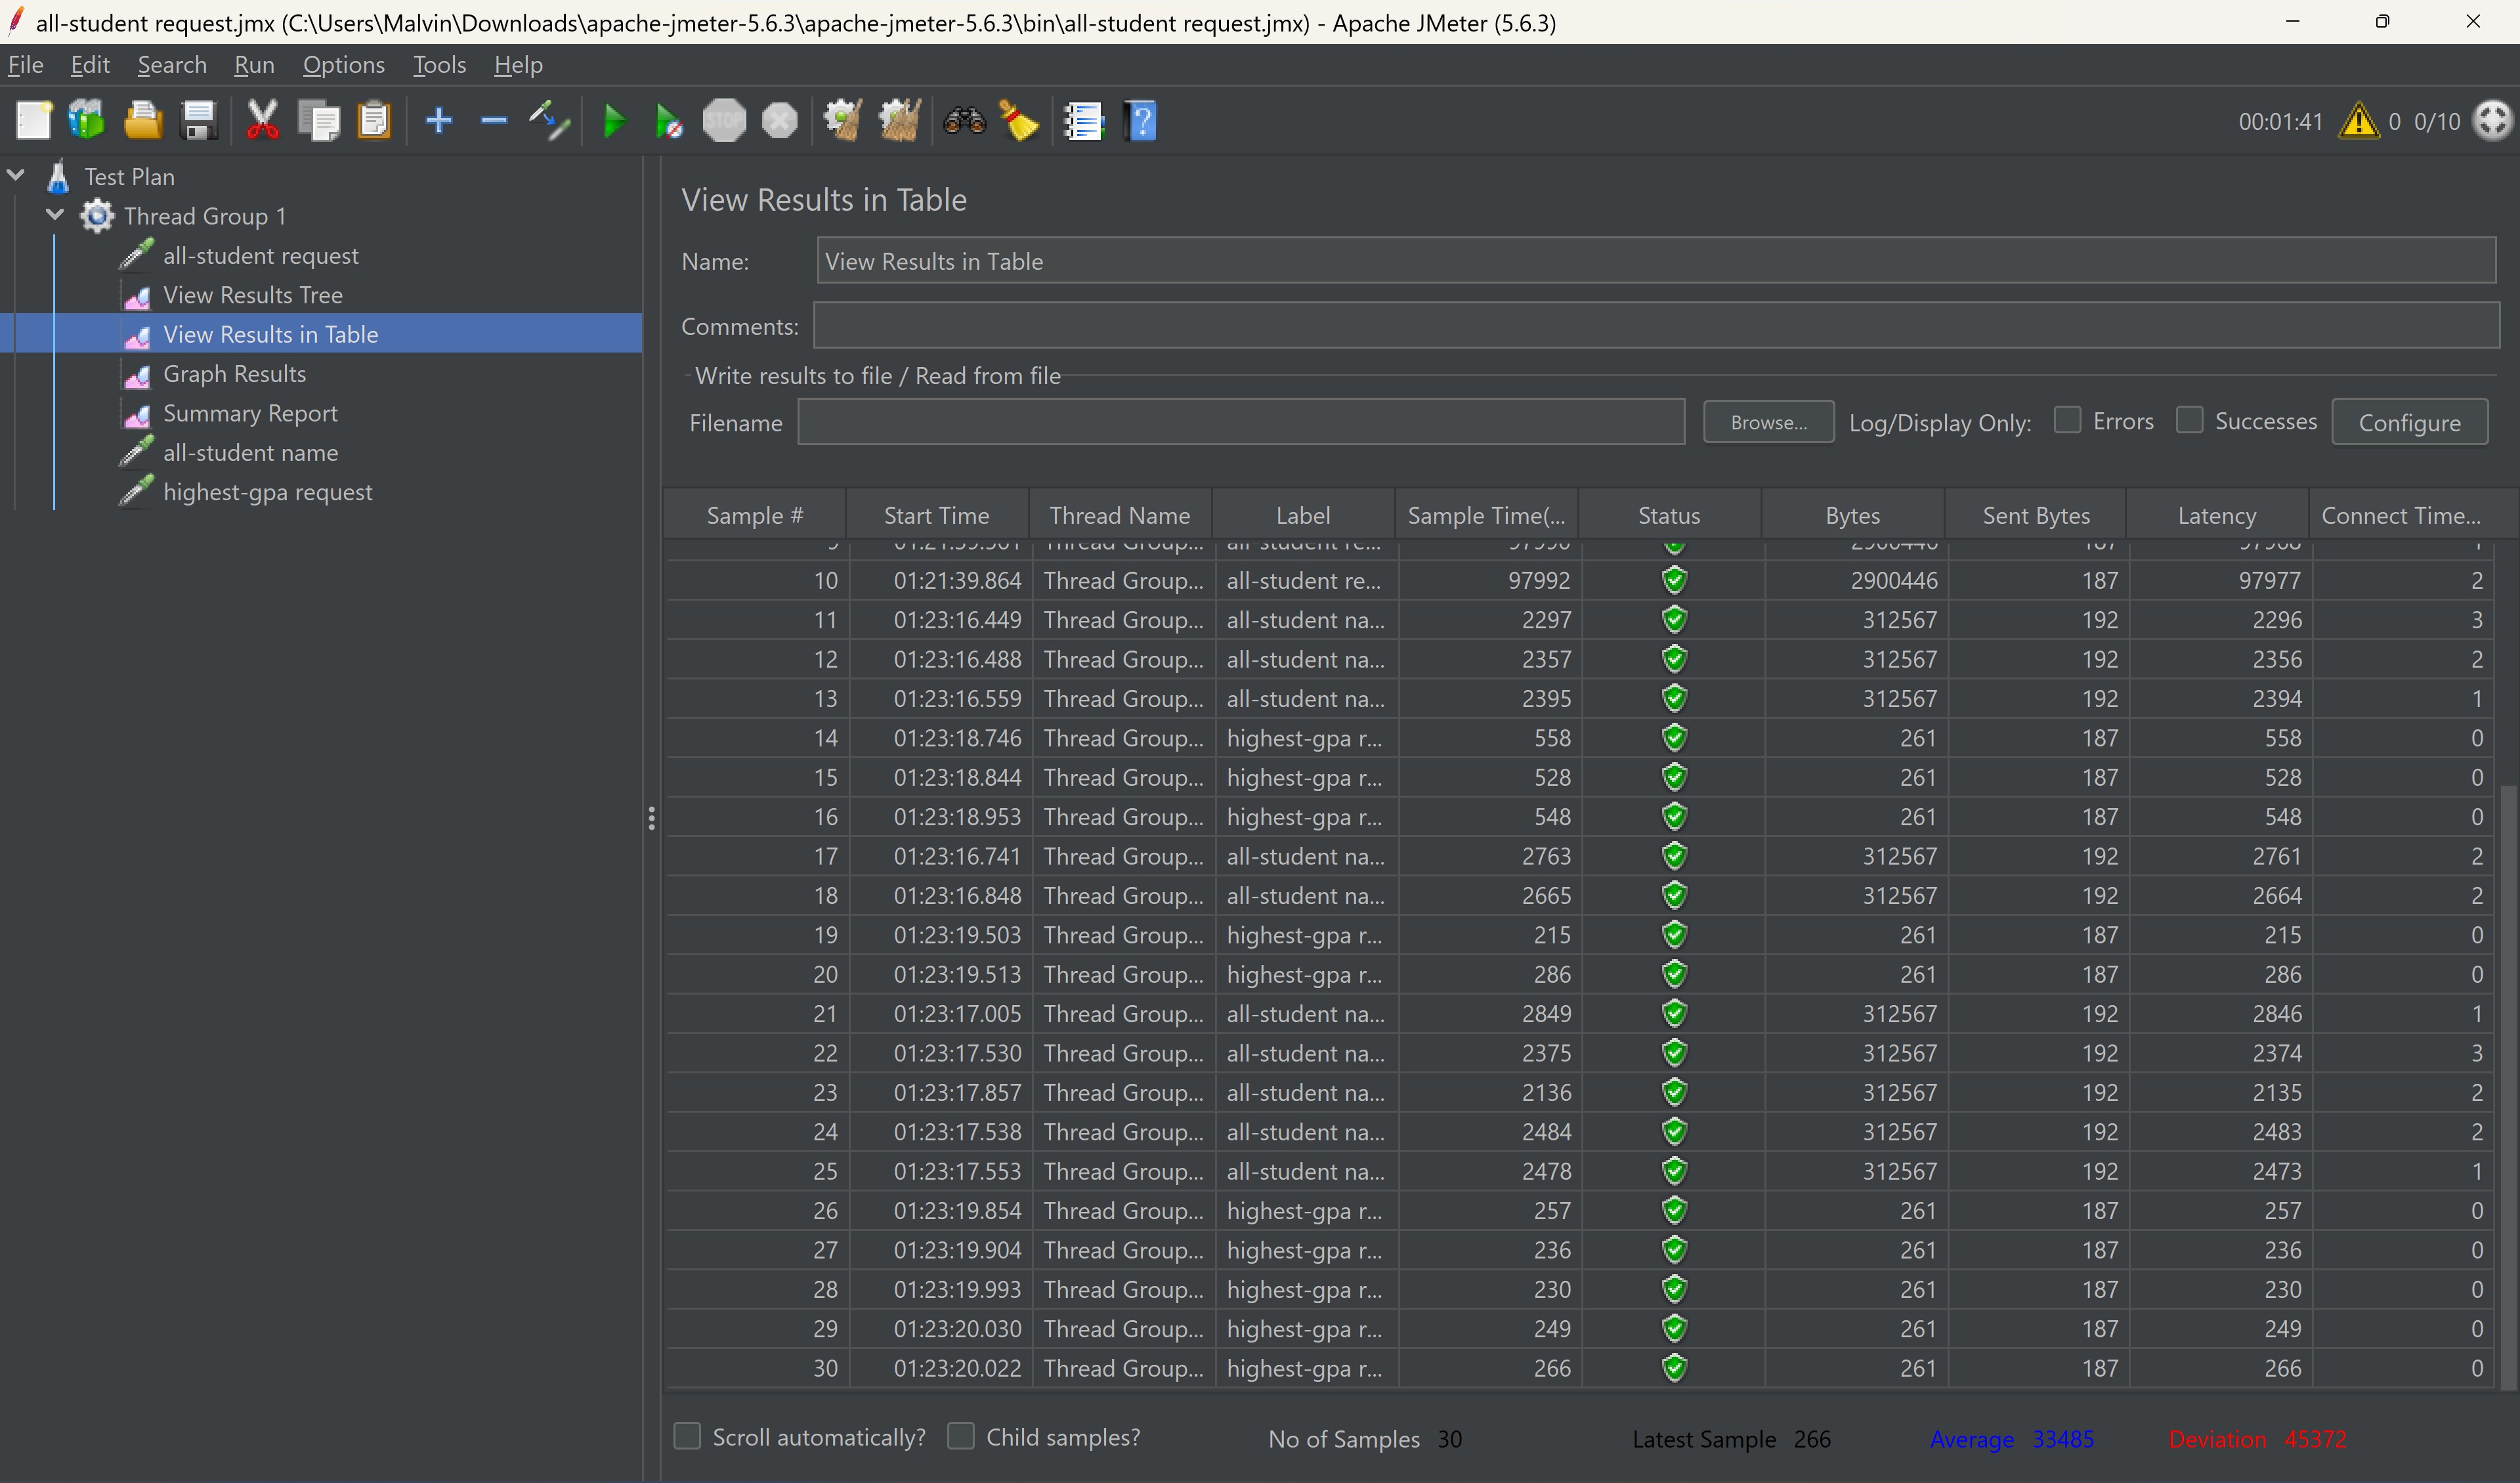 all-student request.jmx (C:\Users\Malvin\Downloads\apache-jmeter-5.6.3\apache-jmeter-5.6.3\bin\all-student request.jmx) - Apache JMeter (5.6.3)
File Edit Search Run Options Tools Help
STOP 00:01:41 0 0/10
Test Plan
Thread Group 1
all-student request
View Results Tree
View Results in Table
Graph Results
Summary Report
all-student name
highest-gpa request
View Results in Table
Name: View Results in Table
Comments:
Write results to file / Read from file
Filename Browse... Log/Display Only: Errors Successes Configure
Sample # Start Time Thread Name Label Sample Time(... Status Bytes Sent Bytes Latency Connect Time...
10 01:21:39.864 Thread Group... all-student re... 97992 2900446 187 97977 2
11 01:23:16.449 Thread Group... all-student na... 2297 312567 192 2296 3
12 01:23:16.488 Thread Group... all-student na... 2357 312567 192 2356 2
13 01:23:16.559 Thread Group... all-student na... 2395 312567 192 2394 1
14 01:23:18.746 Thread Group... highest-gpa r... 558 261 187 558 0
15 01:23:18.844 Thread Group... highest-gpa r... 528 261 187 528 0
16 01:23:18.953 Thread Group... highest-gpa r... 548 261 187 548 0
17 01:23:16.741 Thread Group... all-student na... 2763 312567 192 2761 2
18 01:23:16.848 Thread Group... all-student na... 2665 312567 192 2664 2
19 01:23:19.503 Thread Group... highest-gpa r... 215 261 187 215 0
20 01:23:19.513 Thread Group... highest-gpa r... 286 261 187 286 0
21 01:23:17.005 Thread Group... all-student na... 2849 312567 192 2846 1
22 01:23:17.530 Thread Group... all-student na... 2375 312567 192 2374 3
23 01:23:17.857 Thread Group... all-student na... 2136 312567 192 2135 2
24 01:23:17.538 Thread Group... all-student na... 2484 312567 192 2483 2
25 01:23:17.553 Thread Group... all-student na... 2478 312567 192 2473 1
26 01:23:19.854 Thread Group... highest-gpa r... 257 261 187 257 0
27 01:23:19.904 Thread Group... highest-gpa r... 236 261 187 236 0
28 01:23:19.993 Thread Group... highest-gpa r... 230 261 187 230 0
29 01:23:20.030 Thread Group... highest-gpa r... 249 261 187 249 0
30 01:23:20.022 Thread Group... highest-gpa r... 266 261 187 266 0
Scroll automatically? Child samples? No of Samples 30 Latest Sample 266 Average 33485 Deviation 45372